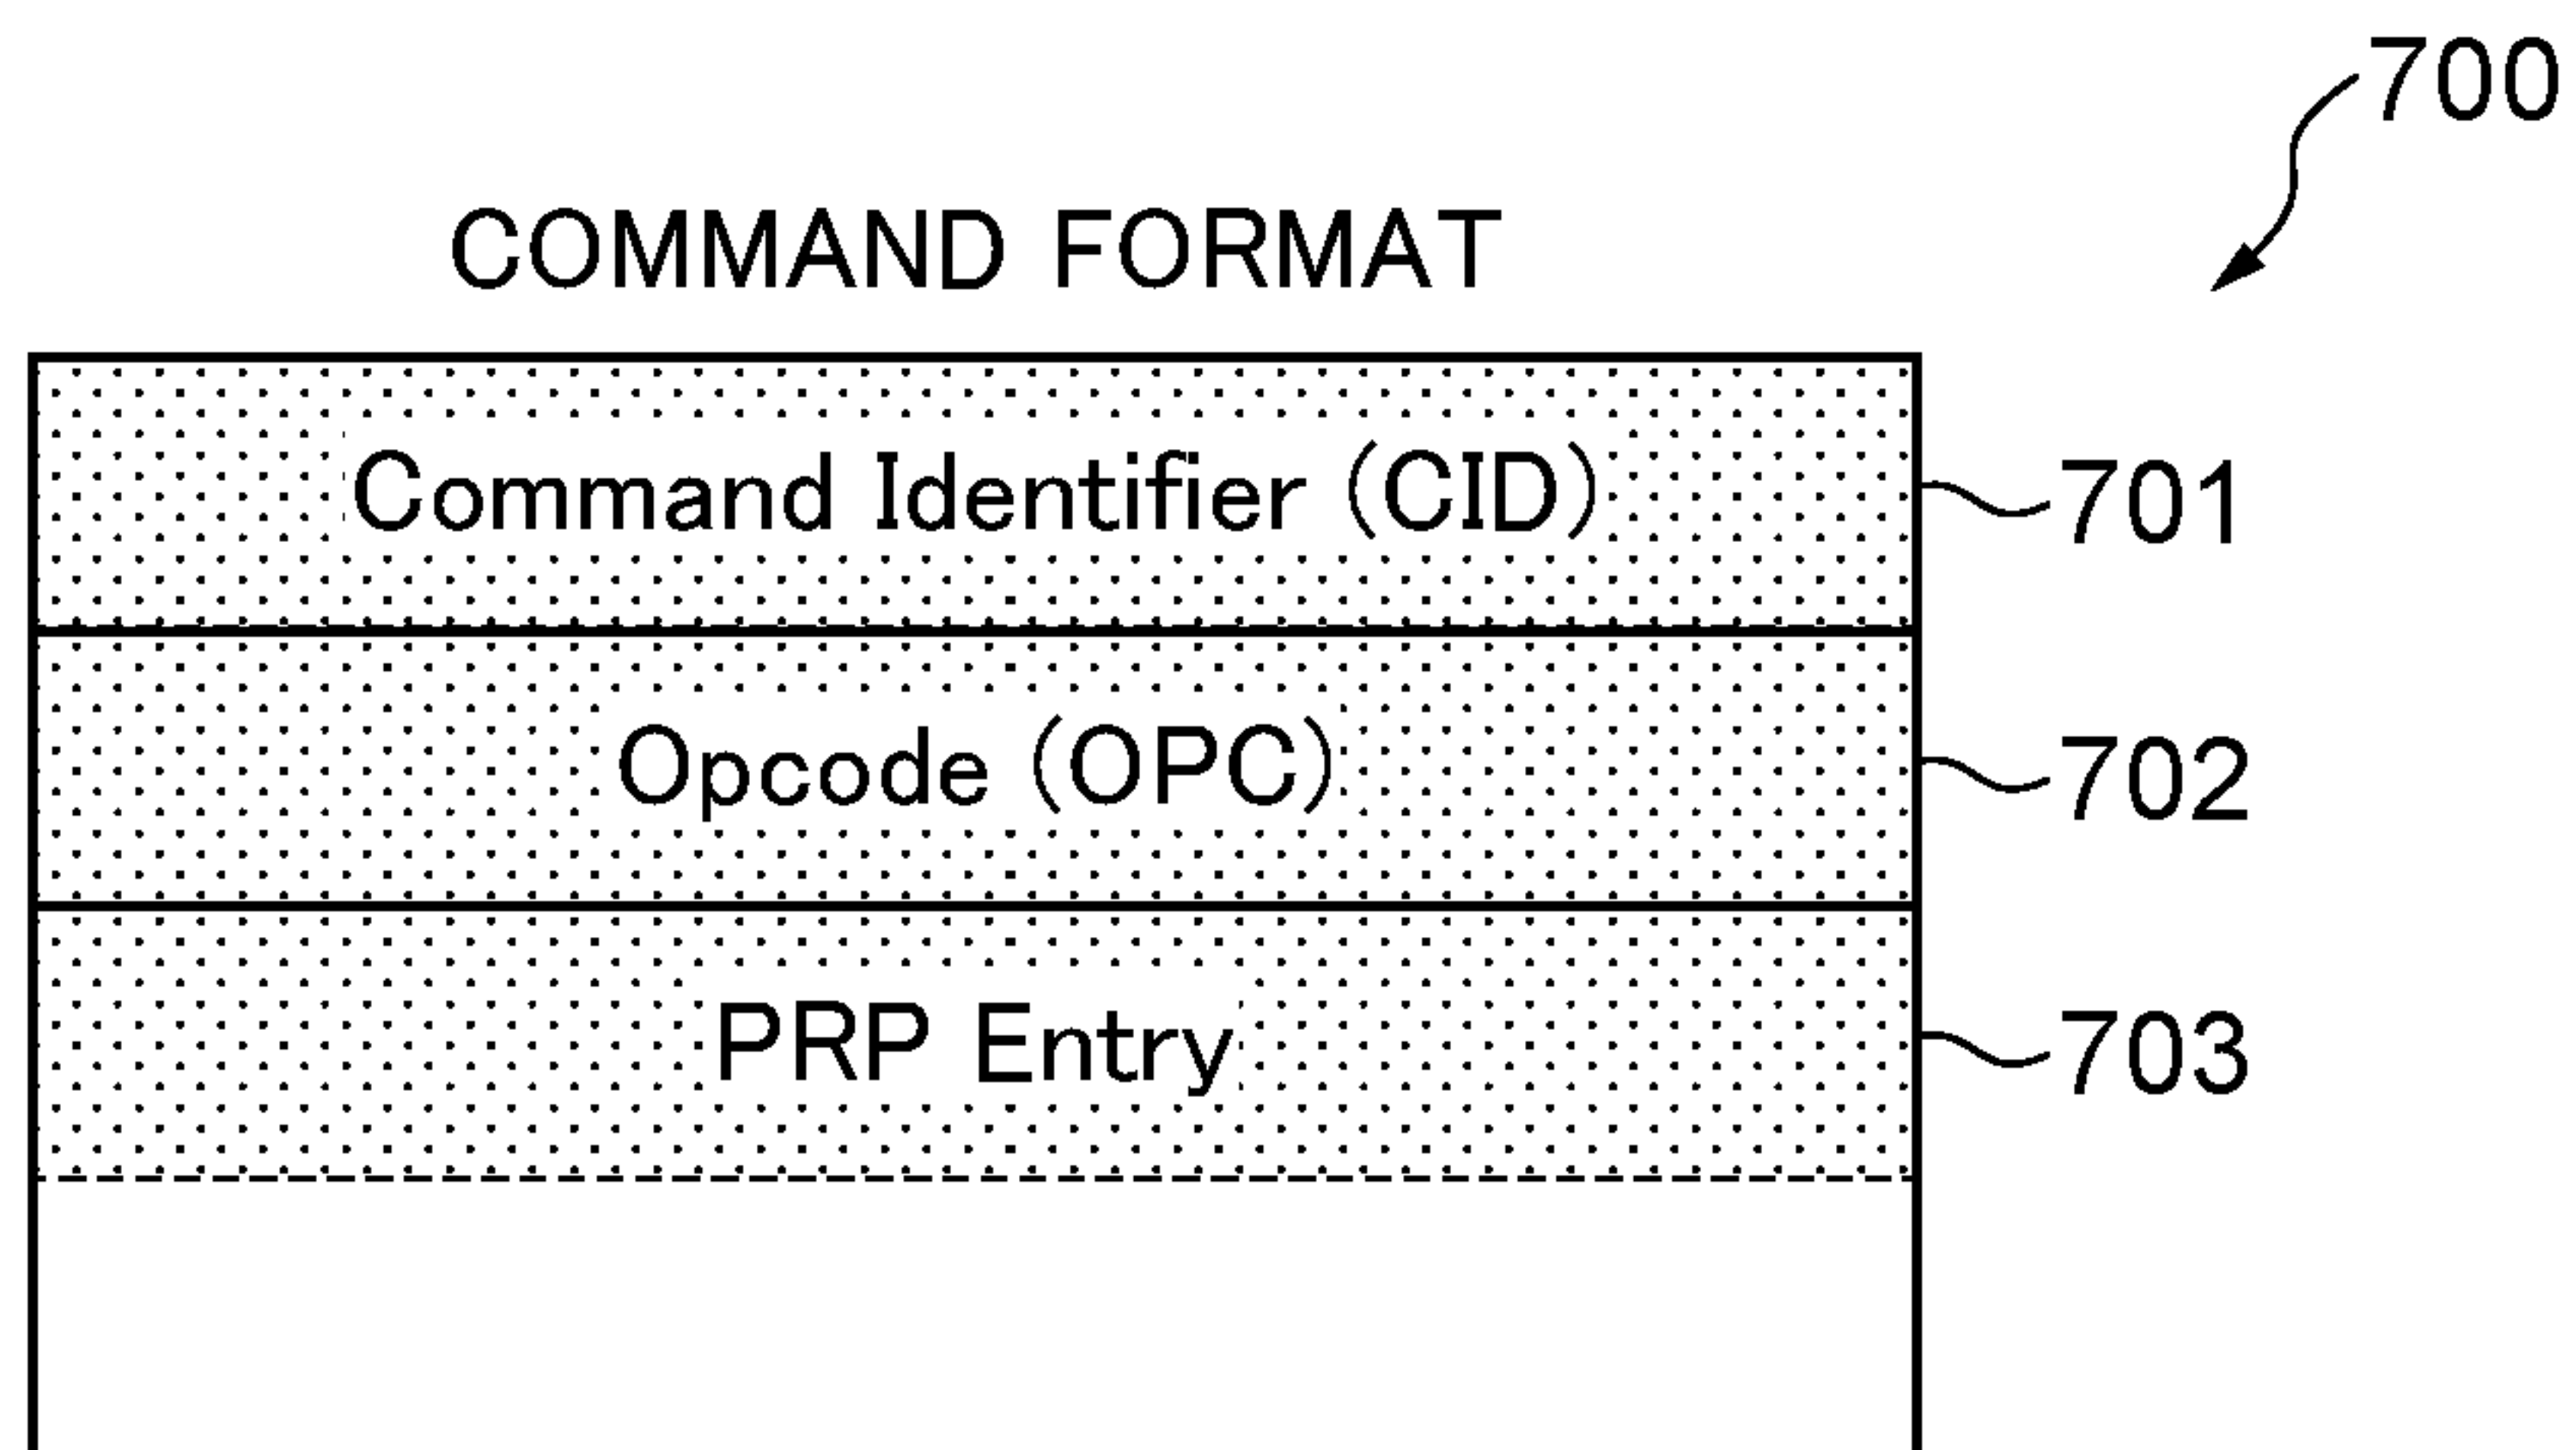 700
COMMAND FORMAT
Command Identifier (CID)
701
Opcode (OPC)
702
PRP Entry
703